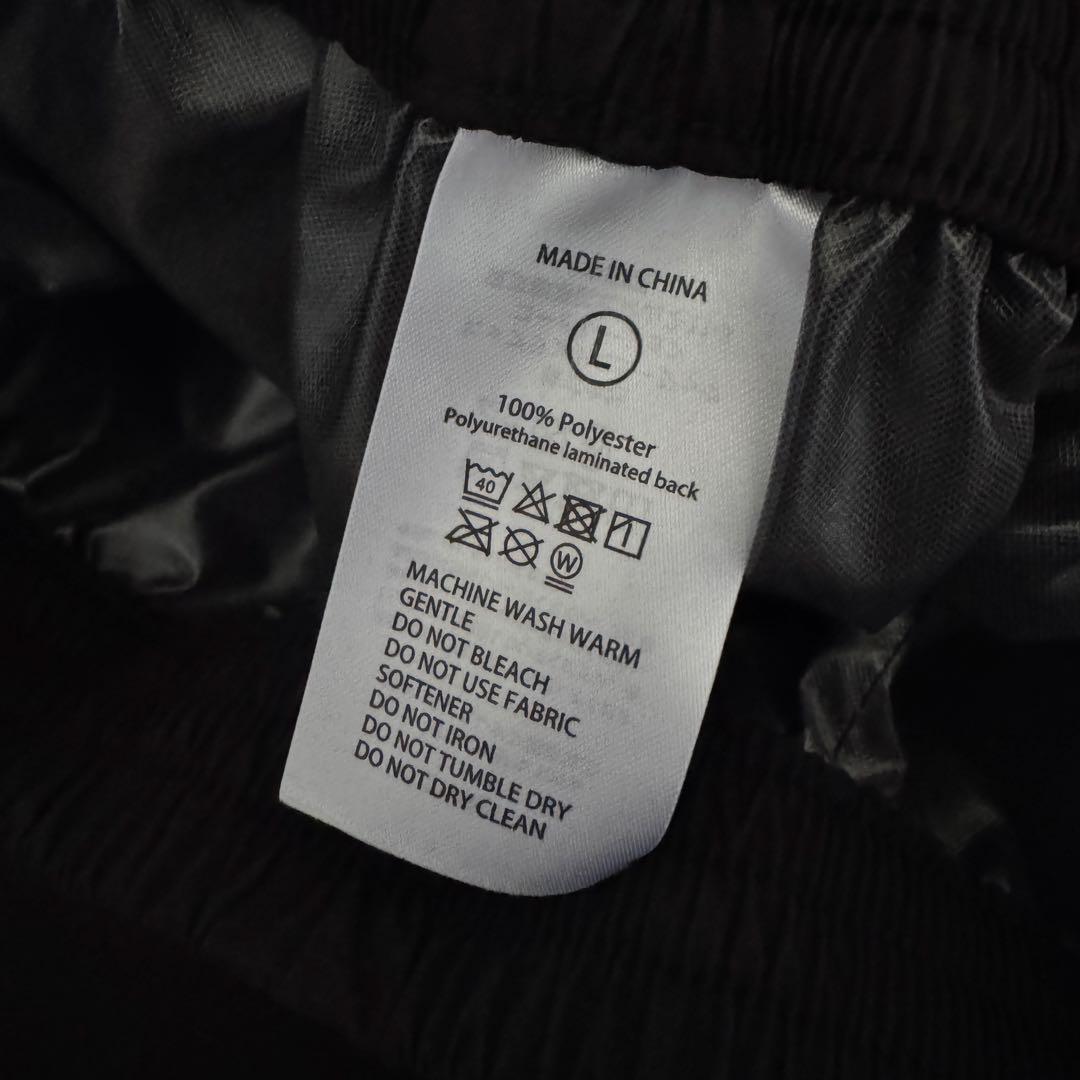 MADE IN CHINA
L
100% Polyester
Polyurethane laminated back
40
W
MACHINE WASH WARM
GENTLE
DO NOT BLEACH
DO NOT USE FABRIC
SOFTENER
DO NOT IRON
DO NOT TUMBLE DRY
DO NOT DRY CLEAN